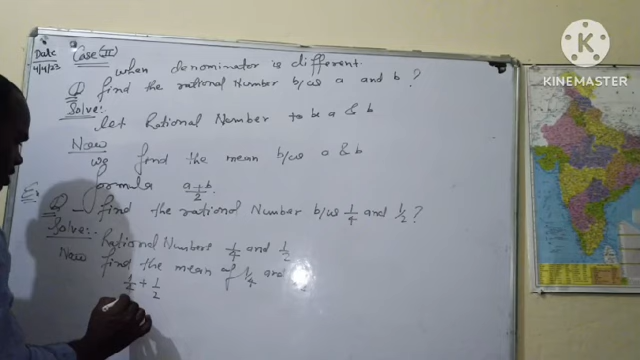 Date
4/4/23
Case (II)
when denominator is different.
Q find the rational Number b/w a and b?
Solve:
let Rational Number to be a & b
Now
we find the mean b/w a & b
formula a+b/2.
Q find the rational Number b/w 1/4 and 1/2?
Solve:- Rational Numbers 1/4 and 1/2
Now find the mean of 1/4 and 2
1/2 + 1/2
KINEMASTER